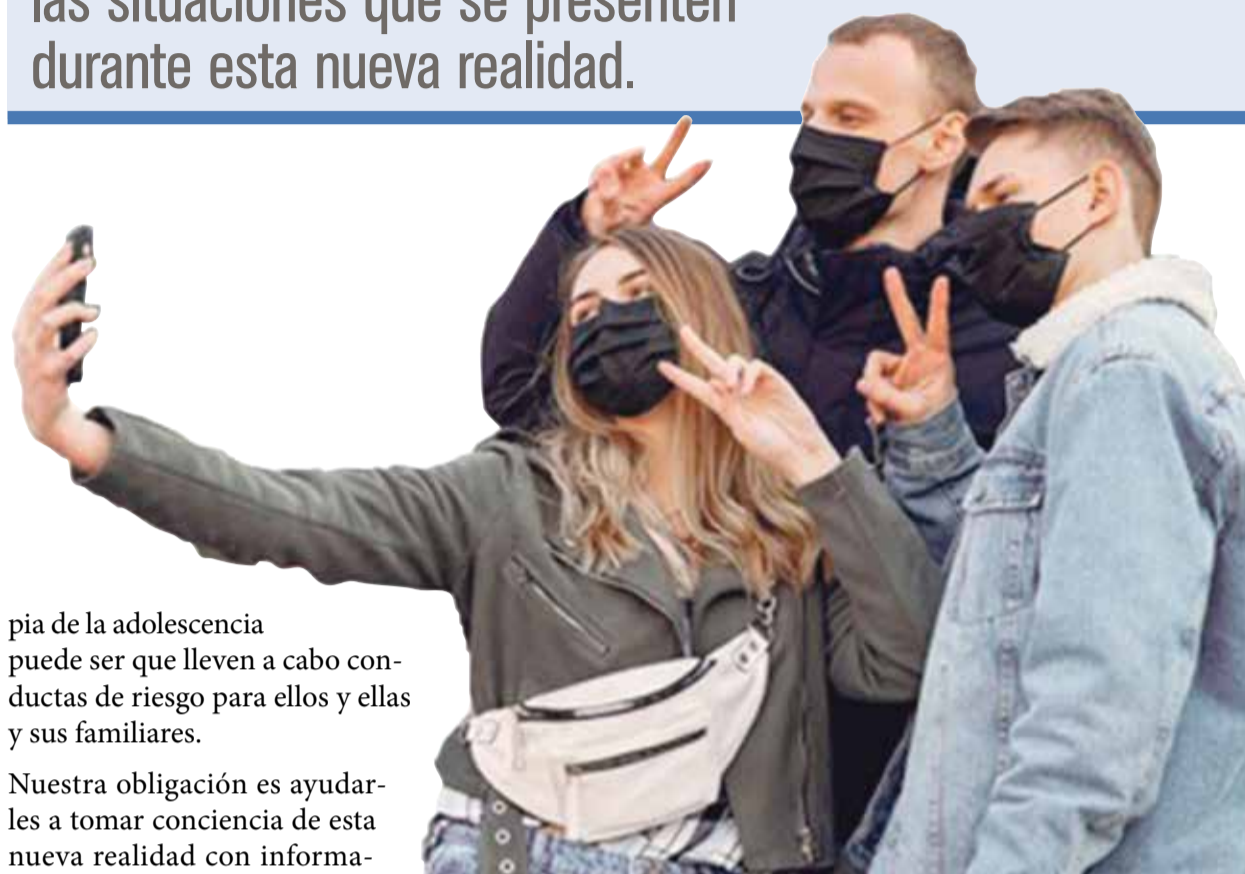 las situaciones que se presenten
durante esta nueva realidad.
pia de la adolescencia
puede ser que lleven a cabo con-
ductas de riesgo para ellos y ellas
y sus familiares.
Nuestra obligación es ayudar-
les a tomar conciencia de esta
nueva realidad con informa-